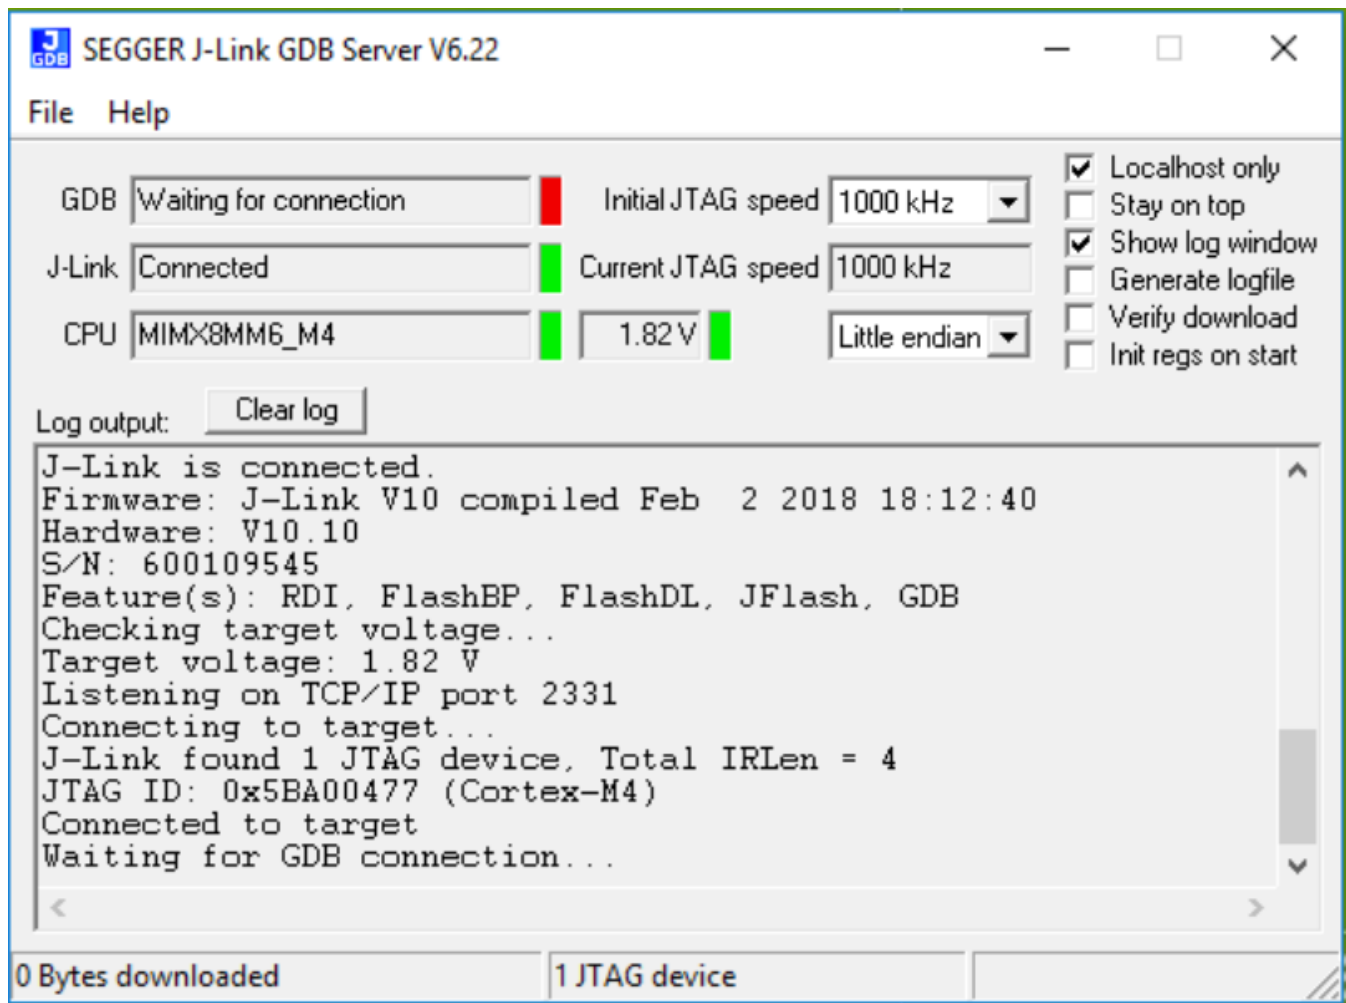 J GDB SEGGER J-Link GDB Server V6.22
File Help
GDB Waiting for connection Initial JTAG speed 1000 kHz
J-Link Connected Current JTAG speed 1000 kHz
CPU MIMX8MM6_M4 1.82 V Little endian
Localhost only
Stay on top
Show log window
Generate logfile
Verify download
Init regs on start
Log output: Clear log
J-Link is connected.
Firmware: J-Link V10 compiled Feb  2 2018 18:12:40
Hardware: V10.10
S/N: 600109545
Feature(s): RDI, FlashBP, FlashDL, JFlash, GDB
Checking target voltage...
Target voltage: 1.82 V
Listening on TCP/IP port 2331
Connecting to target...
J-Link found 1 JTAG device, Total IRLen = 4
JTAG ID: 0x5BA00477 (Cortex-M4)
Connected to target
Waiting for GDB connection...
0 Bytes downloaded 1 JTAG device